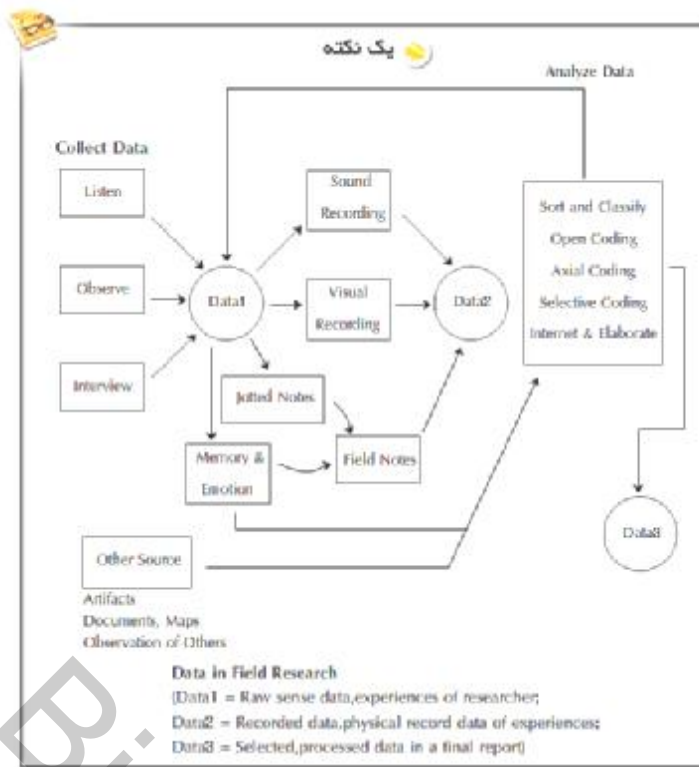 یک نکته
Analyze Data
Collect Data
Listen
Sound
Recording
Sort and Classify
Open Coding
Axial Coding
Selective Coding
Internet & Elaborate
Observe
Data1
Visual
Recording
Data2
Interview
Jotted Notes
Memory &
Emotion
Field Notes
Data3
Other Source
Artifacts
Documents, Maps
Observation of Others
Data in Field Research
(Data1 = Raw sense data,experiences of researcher;
Data2 = Recorded data,physical record data of experiences;
Data3 = Selected,processed data in a final report)